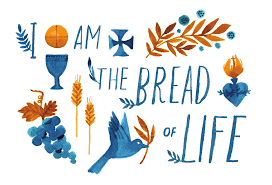 I AM
THE BREAD
OF LIFE